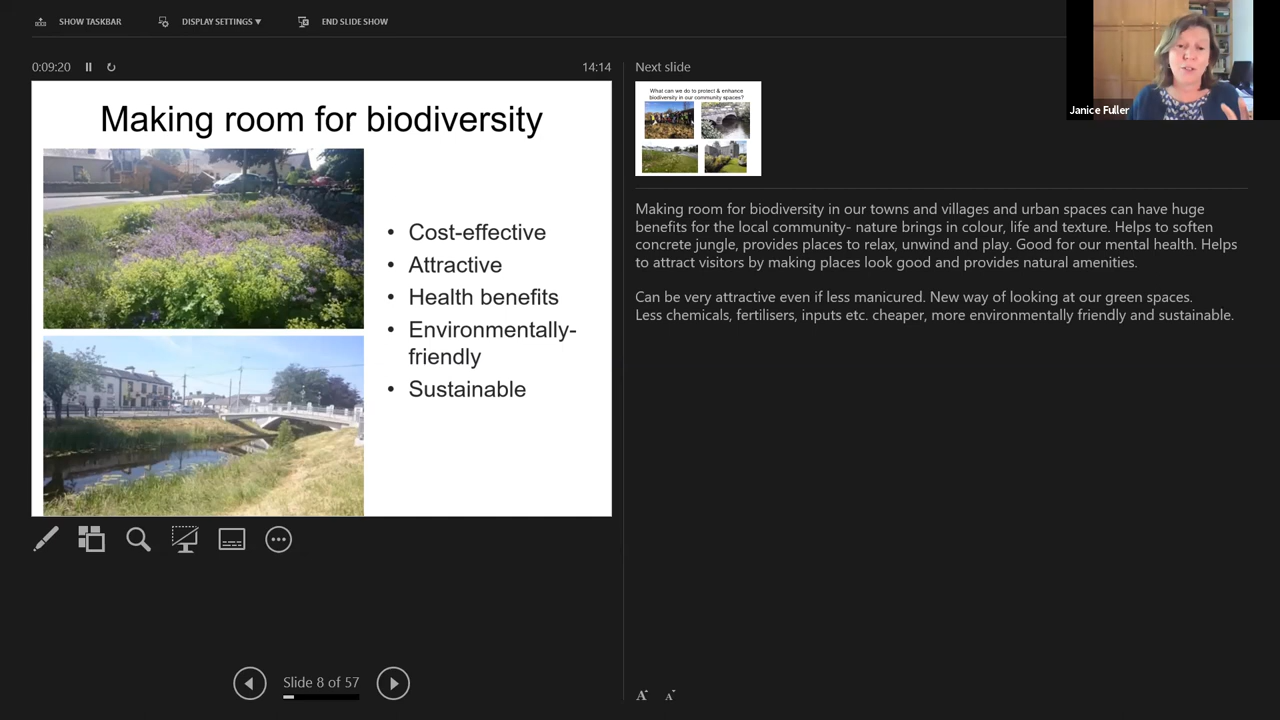 SHOW TASKBAR
DISPLAY SETTINGS ▼
END SLIDE SHOW
0:09:20
14:14
Making room for biodiversity
• Cost-effective
• Attractive
• Health benefits
• Environmentally-
friendly
• Sustainable
Slide 8 of 57
Next slide
What can we do to protect & enhance
biodiversity in our community spaces?
Janice Fuller
Making room for biodiversity in our towns and villages and urban spaces can have huge
benefits for the local community- nature brings in colour, life and texture. Helps to soften
concrete jungle, provides places to relax, unwind and play. Good for our mental health. Helps
to attract visitors by making places look good and provides natural amenities.
Can be very attractive even if less manicured. New way of looking at our green spaces.
Less chemicals, fertilisers, inputs etc. cheaper, more environmentally friendly and sustainable.
A A